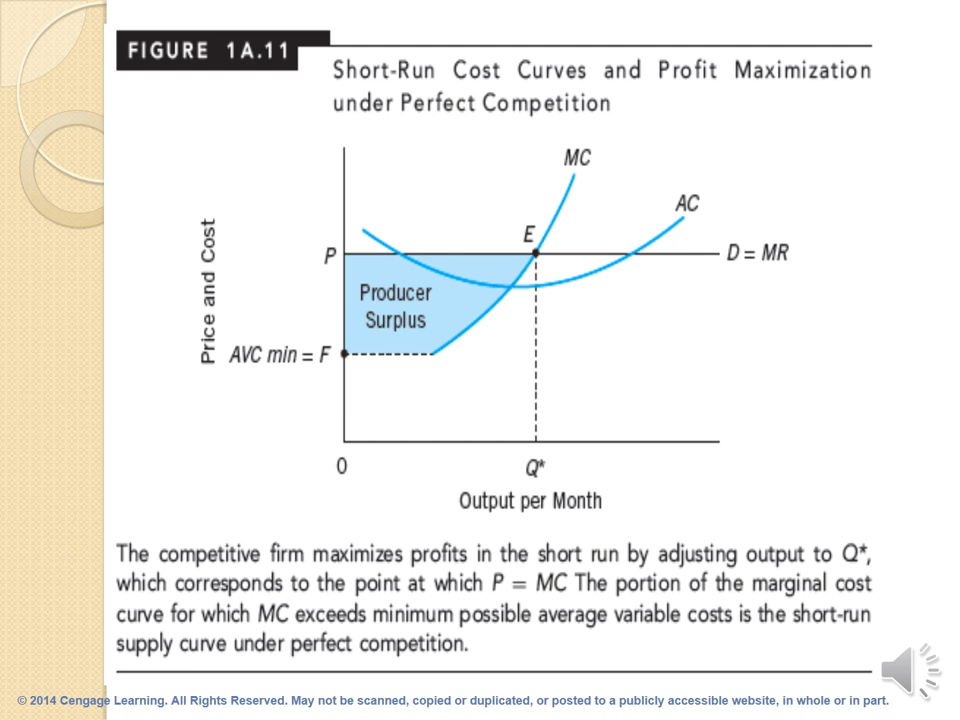 FIGURE 1A.11
Short-Run Cost Curves and Profit Maximization
under Perfect Competition
MC
AC
E
P
D = MR
Price and Cost
Producer
Surplus
AVC min = F
0
Q*
Output per Month
The competitive firm maximizes profits in the short run by adjusting output to Q*,
which corresponds to the point at which P = MC The portion of the marginal cost
curve for which MC exceeds minimum possible average variable costs is the short-run
supply curve under perfect competition.
© 2014 Cengage Learning. All Rights Reserved. May not be scanned, copied or duplicated, or posted to a publicly accessible website, in whole or in part.